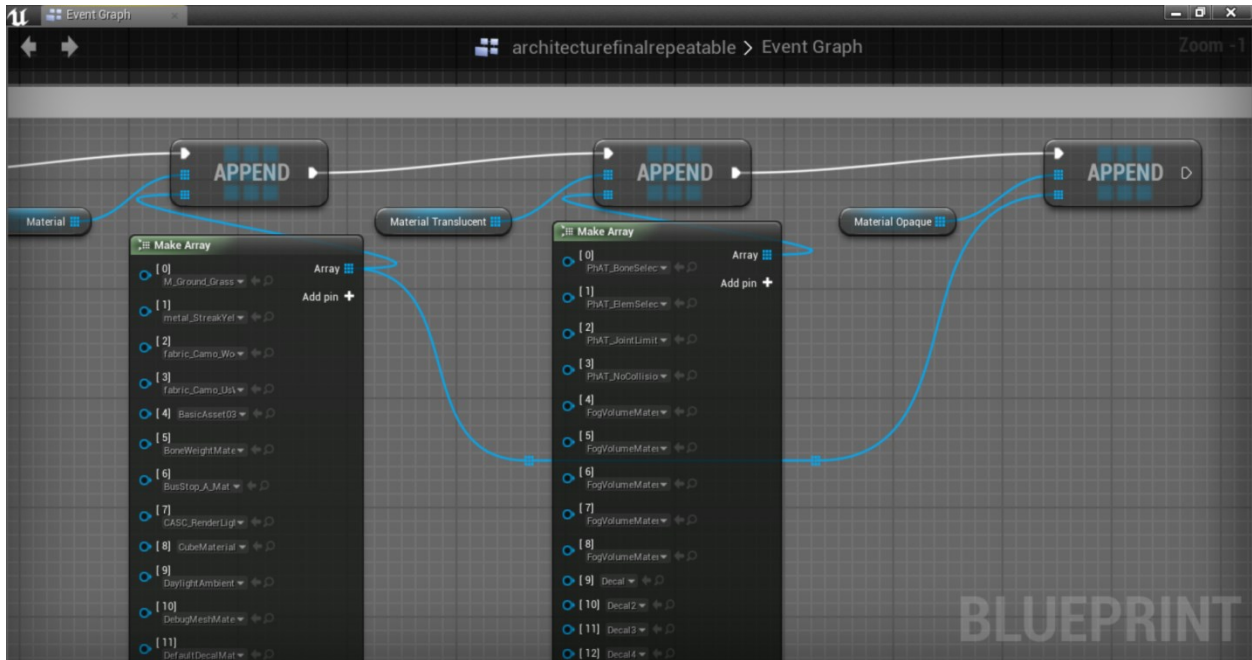 Event Graph
architecturefinalrepeatable > Event Graph
Zoom -1
APPEND
APPEND
APPEND
Material
Material Translucent
Material Opaque
Make Array
[ 0]
M_Ground_Grass
Array
Add pin +
[ 1]
metal_StreakYel
[ 2]
fabric_Camo_Wo
[ 3]
fabric_Camo_UsV
[ 4] BasicAsset03
[ 5]
BoneWeightMate
[ 6]
BusStop_A_Mat
[ 7]
CASC_RenderLigh
[ 8] CubeMaterial
[ 9]
DaylightAmbient
[ 10]
DebugMeshMate
[ 11]
DefaultDecalMat
Make Array
[ 0]
PhAT_BoneSelec
Array
Add pin +
[ 1]
PhAT_ElemSelec
[ 2]
PhAT_JointLimit
[ 3]
PhAT_NoCollisio
[ 4]
FogVolumeMater
[ 5]
FogVolumeMater
[ 6]
FogVolumeMater
[ 7]
FogVolumeMater
[ 8]
FogVolumeMater
[ 9] Decal
[ 10] Decal2
[ 11] Decal3
[ 12] Decal4
BLUEPRINT